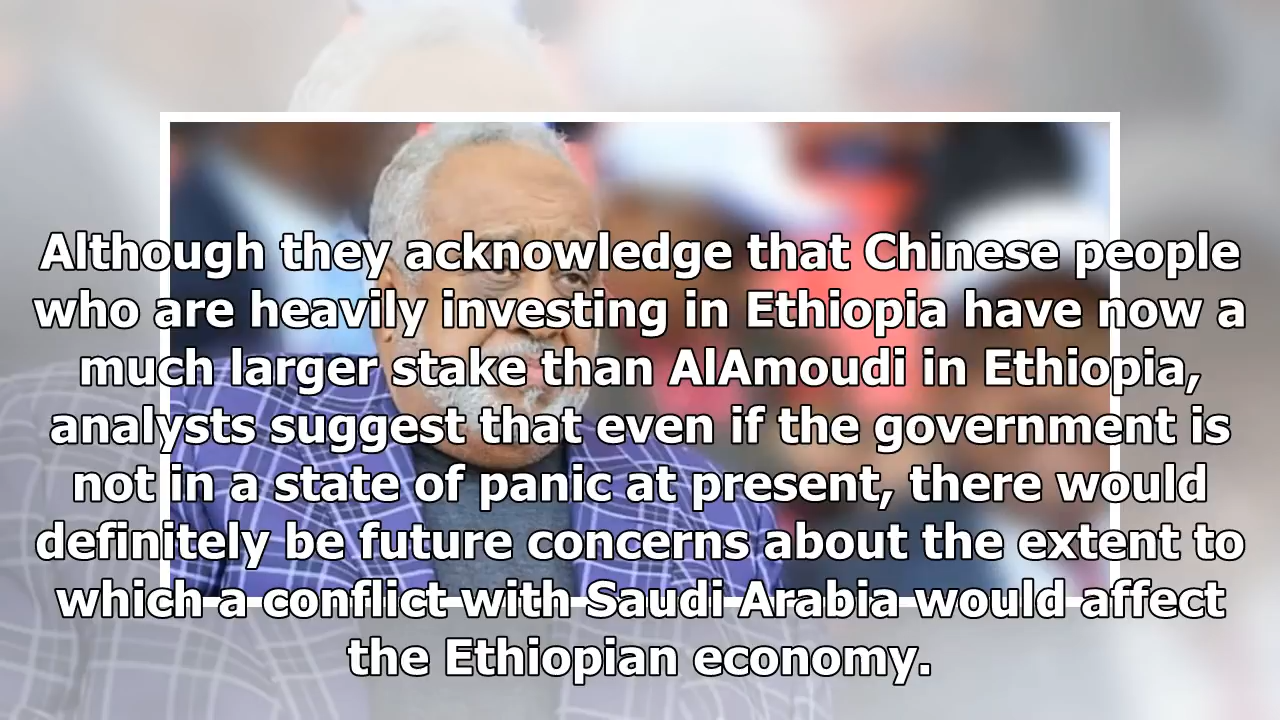 Although they acknowledge that Chinese people
who are heavily investing in Ethiopia have now a
much larger stake than AlAmoudi in Ethiopia,
analysts suggest that even if the government is
not in a state of panic at present, there would
definitely be future concerns about the extent to
which a conflict with Saudi Arabia would affect
the Ethiopian economy.